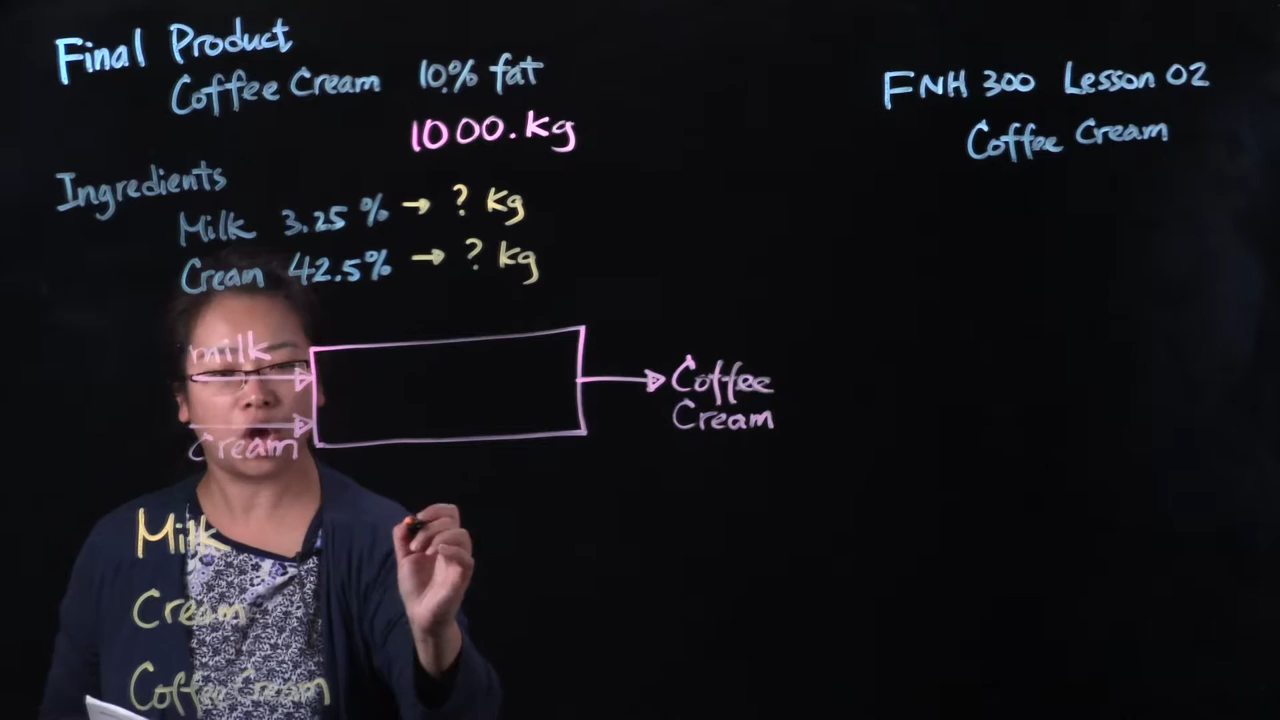 Final Product
Coffee Cream 10% fat
1000.kg
FNH 300 Lesson 02
Coffee Cream
Ingredients
Milk 3.25% → ? kg
Cream 42.5% → ? kg
milk
Cream
Coffee
Cream
Milk
Cream
Coffee Cream